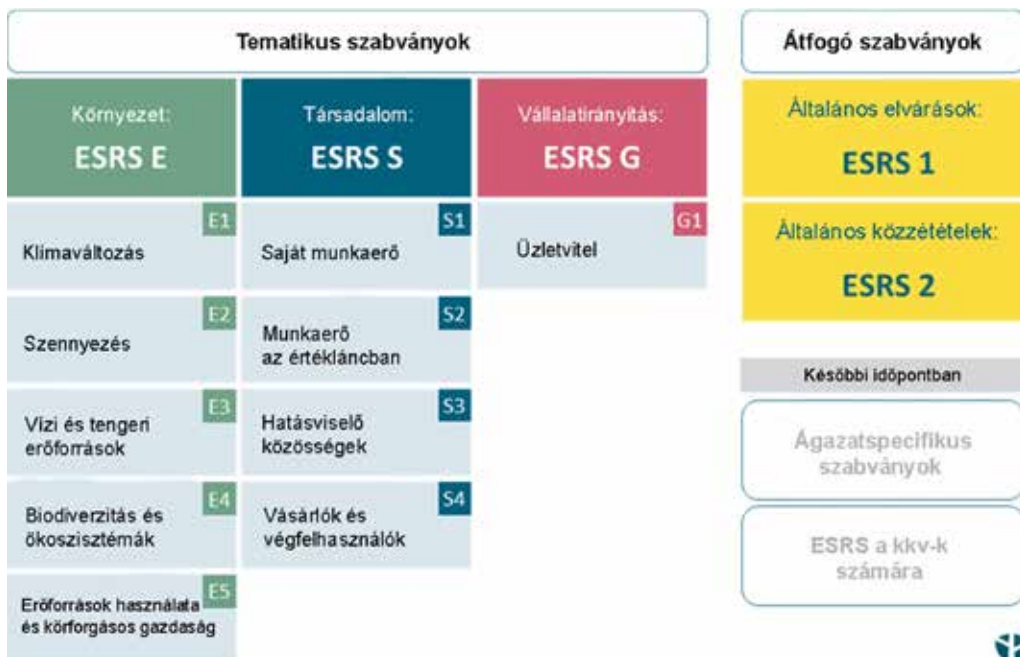 Tematikus szabványok
Környezet:
ESRS E
Társadalom:
ESRS S
Vállalatirányítás:
ESRS G
E1
Klímaváltozás
E2
Szennyezés
E3
Vízi és tengeri
erőforrások
E4
Biodiverzitás és
ökoszisztémák
E5
Erőforrások használata
és körforgásos gazdaság
S1
Saját munkaerő
S2
Munkaerő
az értékláncban
S3
Hatásviselő
közösségek
S4
Vásárlók és
végfelhasználók
G1
Üzletvitel
Átfogó szabványok
Általános elvárások:
ESRS 1
Általános közzétételek:
ESRS 2
Későbbi időpontban
Ágazatspecifikus
szabványok
ESRS a kkv-k
számára